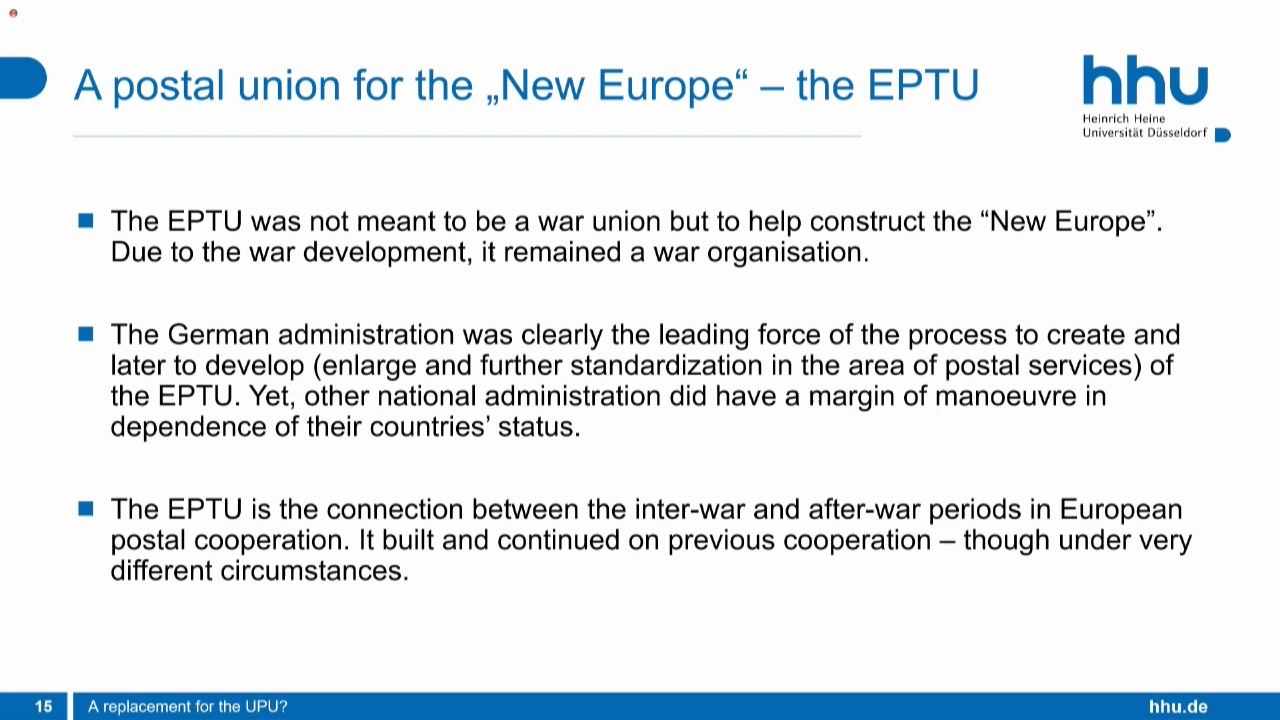 A postal union for the „New Europe“ – the EPTU
hhu
Heinrich Heine
Universität Düsseldorf
The EPTU was not meant to be a war union but to help construct the “New Europe”.
Due to the war development, it remained a war organisation.
The German administration was clearly the leading force of the process to create and
later to develop (enlarge and further standardization in the area of postal services) of
the EPTU. Yet, other national administration did have a margin of manoeuvre in
dependence of their countries’ status.
The EPTU is the connection between the inter-war and after-war periods in European
postal cooperation. It built and continued on previous cooperation – though under very
different circumstances.
15
A replacement for the UPU?
hhu.de